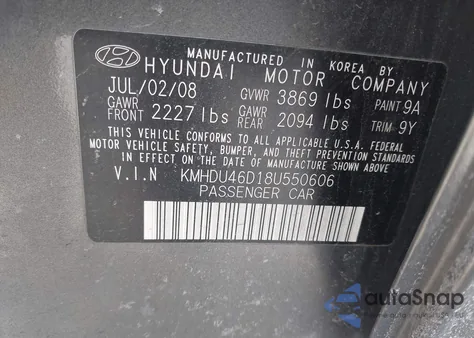 MANUFACTURED IN KOREA BY
HYUNDAI MOTOR COMPANY
JUL/02/08 GVWR 3869 lbs PAINT 9A
GAWR FRONT 2227 lbs GAWR REAR 2094 lbs TRIM 9Y
THIS VEHICLE CONFORMS TO ALL APPLICABLE U.S.A. FEDERAL
MOTOR VEHICLE SAFETY, BUMPER, AND THEFT PREVENTION STANDARDS
IN EFFECT ON THE DATE OF MANUFACTURE SHOWN ABOVE.
V.I.N KMHDU46D18U550606
PASSENGER CAR
autoSnap